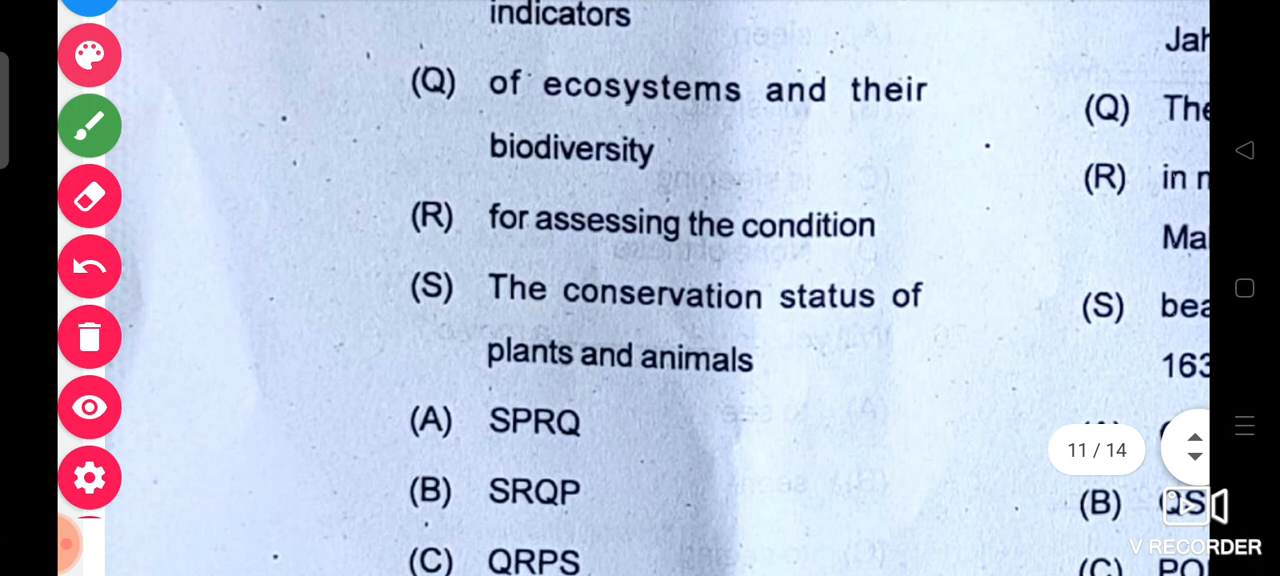 indicators
(Q) of ecosystems and their
biodiversity
(R) for assessing the condition
(S) The conservation status of
plants and animals
(A) SPRQ
(B) SRQP
(C) QRPS
(Q)
(R) in
(S)
163
(B) QS
(C)
11 / 14
V RECORDER